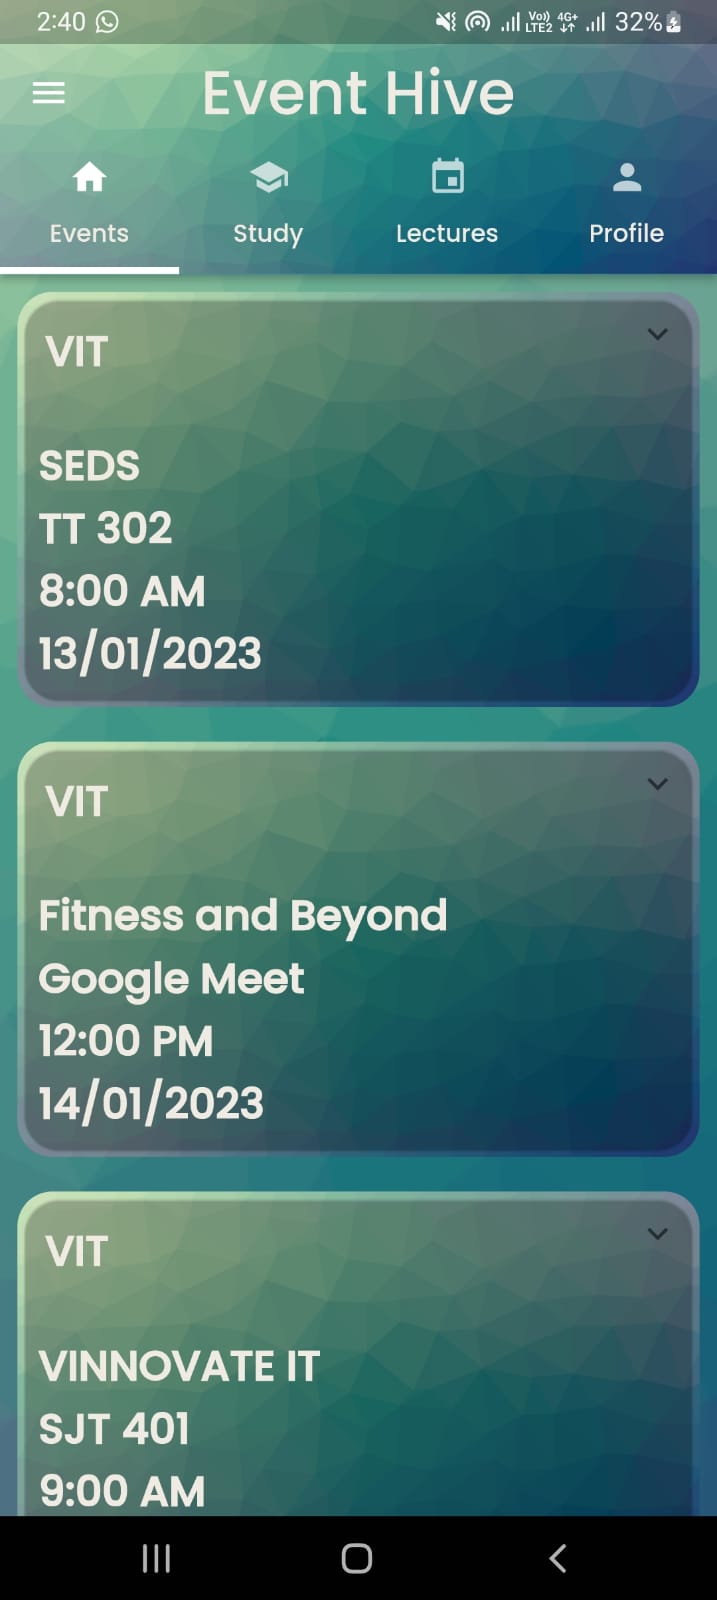 2:40 Vo)) LTE2 4G+ 32%
Event Hive
Events Study Lectures Profile
VIT
SEDS
TT 302
8:00 AM
13/01/2023
VIT
Fitness and Beyond
Google Meet
12:00 PM
14/01/2023
VIT
VINNOVATE IT
SJT 401
9:00 AM